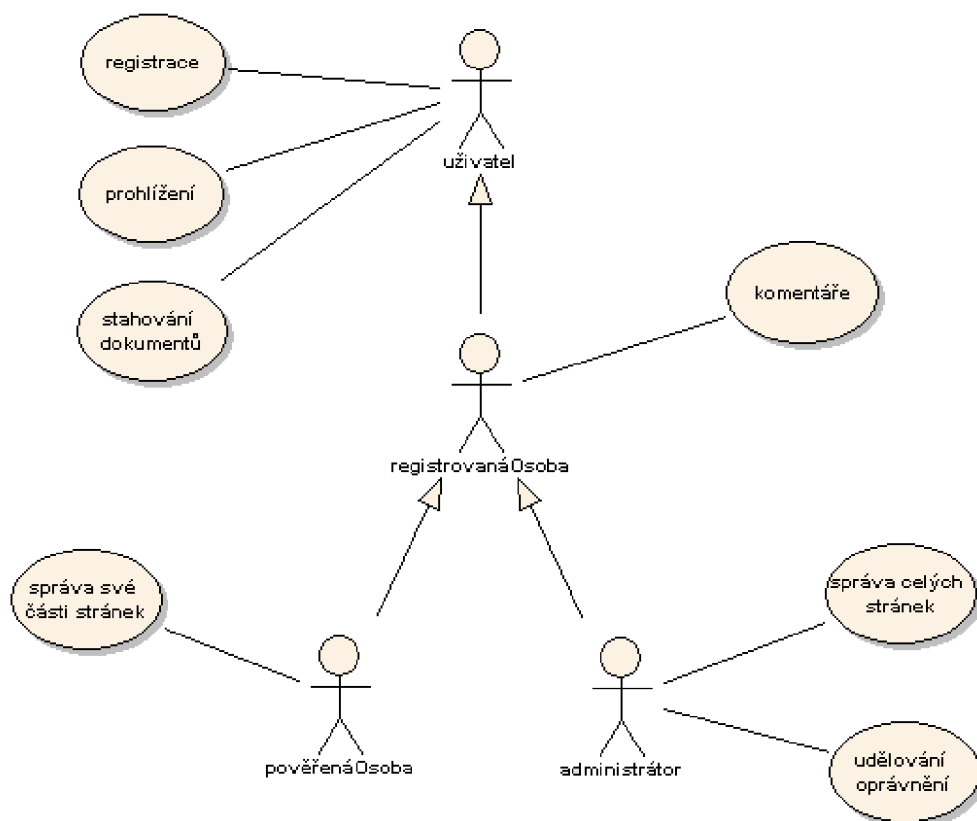 registrace
uživatel
prohlížení
stahování
dokumentů
komentáře
registrovanáOsoba
správa své
části stránek
správa celých
stránek
pověřenáOsoba
administrátor
udělování
oprávnění